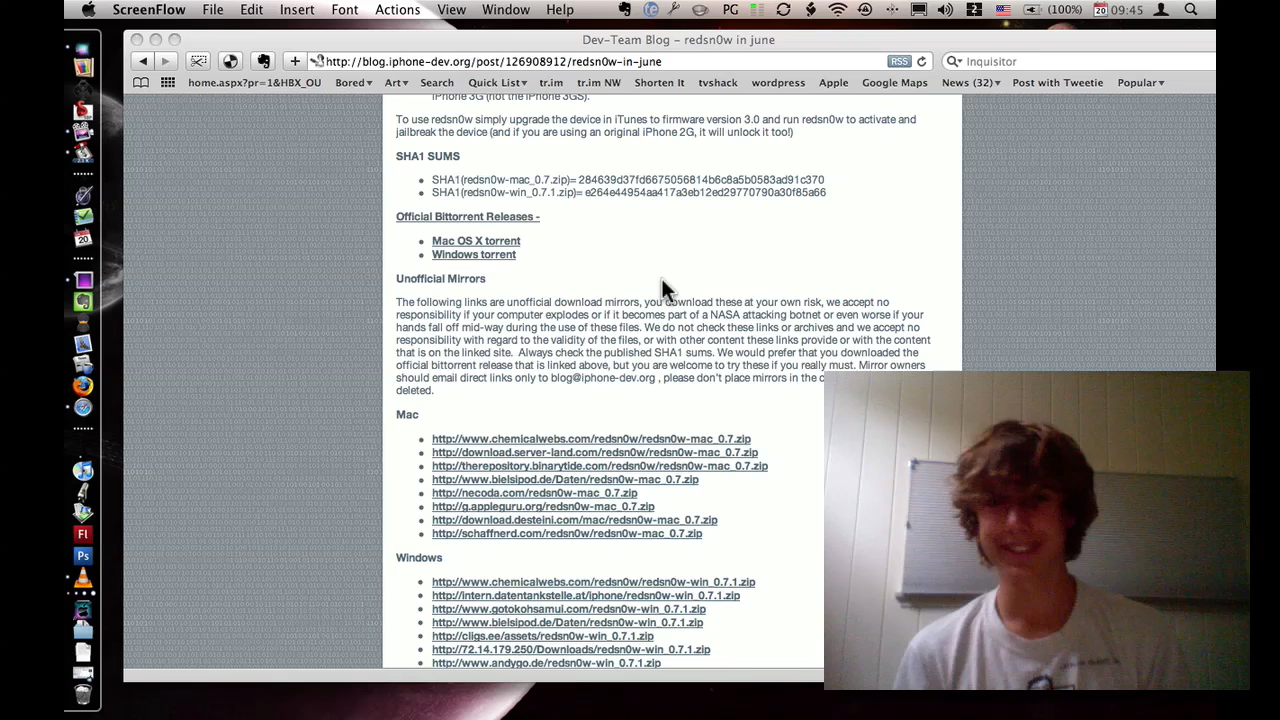 ScreenFlow File Edit Insert Font Actions View Window Help PG 2 (100%) 20 09:45
Dev-Team Blog - redsn0w in june
http://blog.iphone-dev.org/post/126908912/redsn0w-in-june RSS Inquisitor
home.aspx?pr=1&HBX_OU Bored Art Search Quick List tr.im tr.im NW Shorten It tvshack wordpress Apple Google Maps News (32) Post with Tweetie Popular
iPhone 3G (not the iPhone 3GS).
To use redsn0w simply upgrade the device in iTunes to firmware version 3.0 and run redsn0w to activate and
jailbreak the device (and if you are using an original iPhone 2G, it will unlock it too!)
SHA1 SUMS
SHA1(redsn0w-mac_0.7.zip)= 284639d37fd6675056814b6c8a5b0583ad91c370
SHA1(redsn0w-win_0.7.1.zip)= e264e44954aa417a3eb12ed29770790a30f85a66
Official Bittorrent Releases -
Mac OS X torrent
Windows torrent
Unofficial Mirrors
The following links are unofficial download mirrors, you download these at your own risk, we accept no
responsibility if your computer explodes or if it becomes part of a NASA attacking botnet or even worse if your
hands fall off mid-way during the use of these files. We do not check these links or archives and we accept no
responsibility with regard to the validity of the files, or with other content these links provide or with the content
that is on the linked site. Always check the published SHA1 sums. We would prefer that you downloaded the
official bittorrent release that is linked above, but you are welcome to try these if you really must. Mirror owners
should email direct links only to blog@iphone-dev.org , please don't place mirrors in the
deleted.
Mac
http://www.chemicalwebs.com/redsn0w/redsn0w-mac_0.7.zip
http://download.server-land.com/redsn0w/redsn0w-mac_0.7.zip
http://therepository.binarytide.com/redsn0w/redsn0w-mac_0.7.zip
http://www.bielsipod.de/Daten/redsn0w-mac_0.7.zip
http://necoda.com/redsn0w-mac_0.7.zip
http://g.appleguru.org/redsn0w-mac_0.7.zip
http://download.desteini.com/mac/redsn0w-mac_0.7.zip
http://schaffnerd.com/redsn0w/redsn0w-mac_0.7.zip
Windows
http://www.chemicalwebs.com/redsn0w/redsn0w-win_0.7.1.zip
http://intern.datentankstelle.at/iphone/redsn0w-win_0.7.1.zip
http://www.gotokohsamui.com/redsn0w-win_0.7.1.zip
http://www.bielsipod.de/Daten/redsn0w-win_0.7.1.zip
http://cligs.ee/assets/redsn0w-win_0.7.1.zip
http://72.14.179.250/Downloads/redsn0w-win_0.7.1.zip
http://www.andygo.de/redsn0w-win_0.7.1.zip
20
Fl
Ps